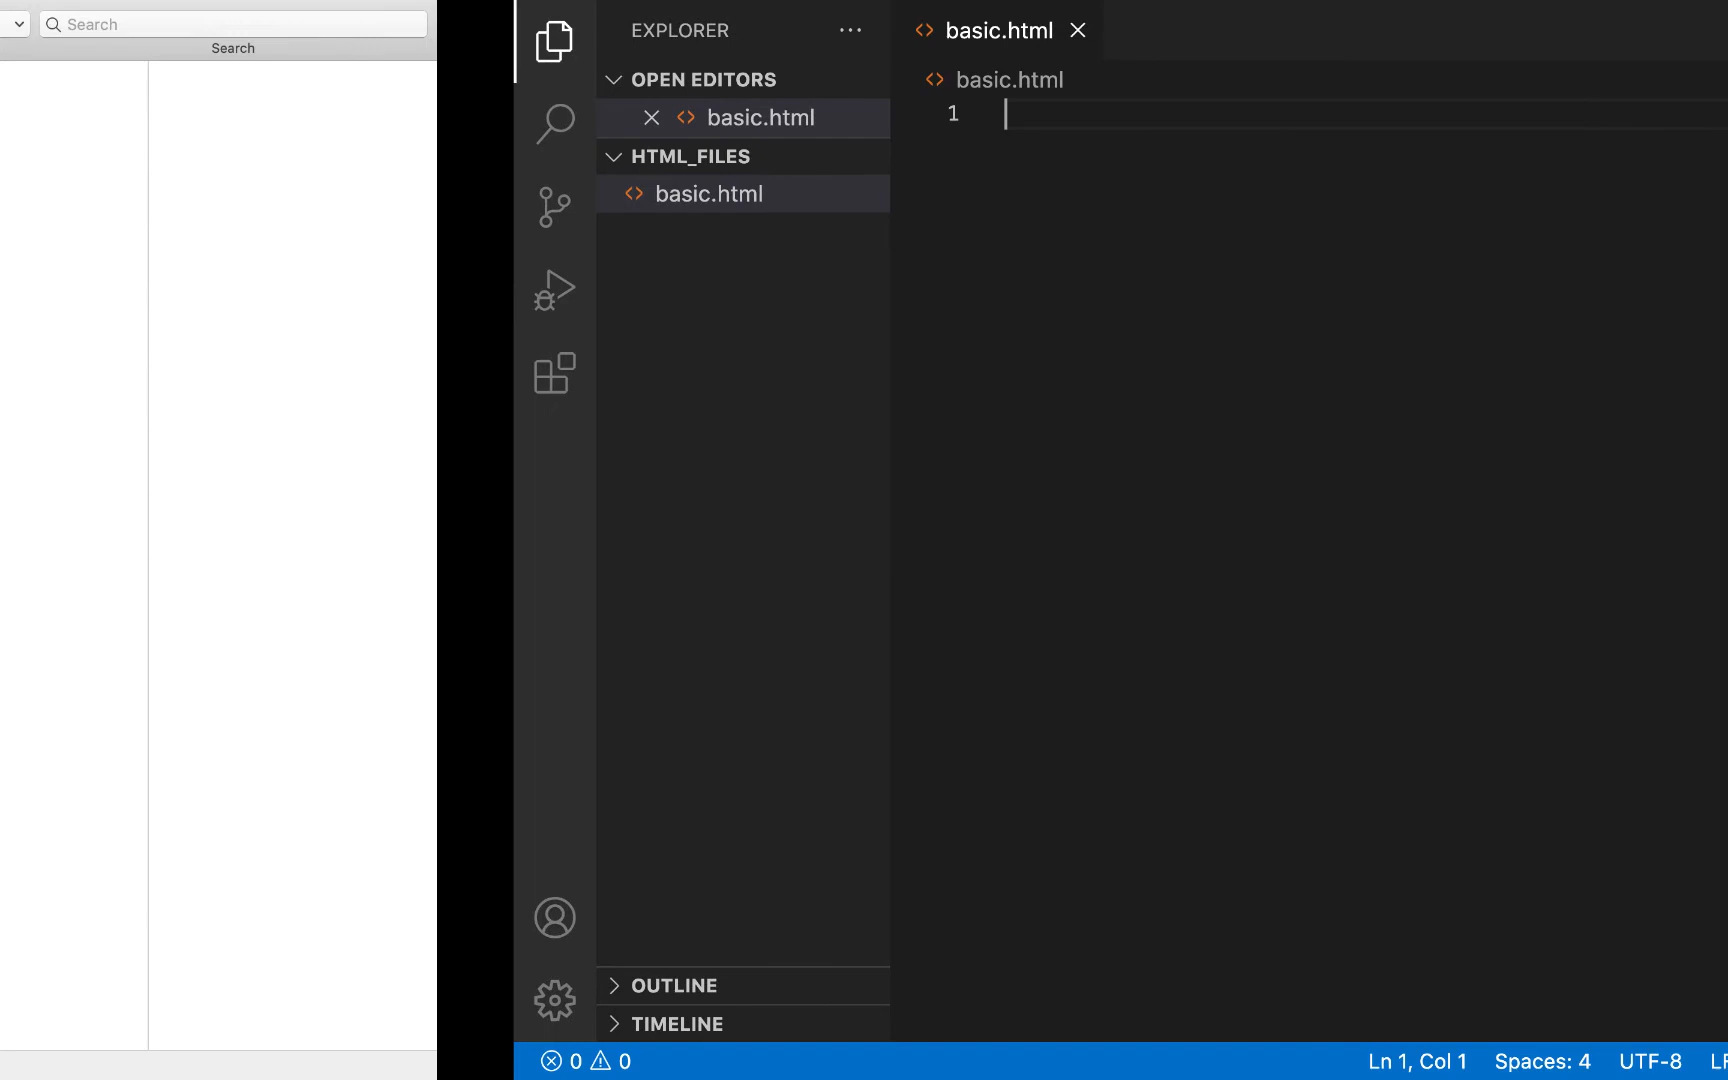 Search
Search
EXPLORER
OPEN EDITORS
basic.html
HTML_FILES
basic.html
OUTLINE
TIMELINE
basic.html
basic.html
1
0 0
Ln 1, Col 1 Spaces: 4 UTF-8 LF